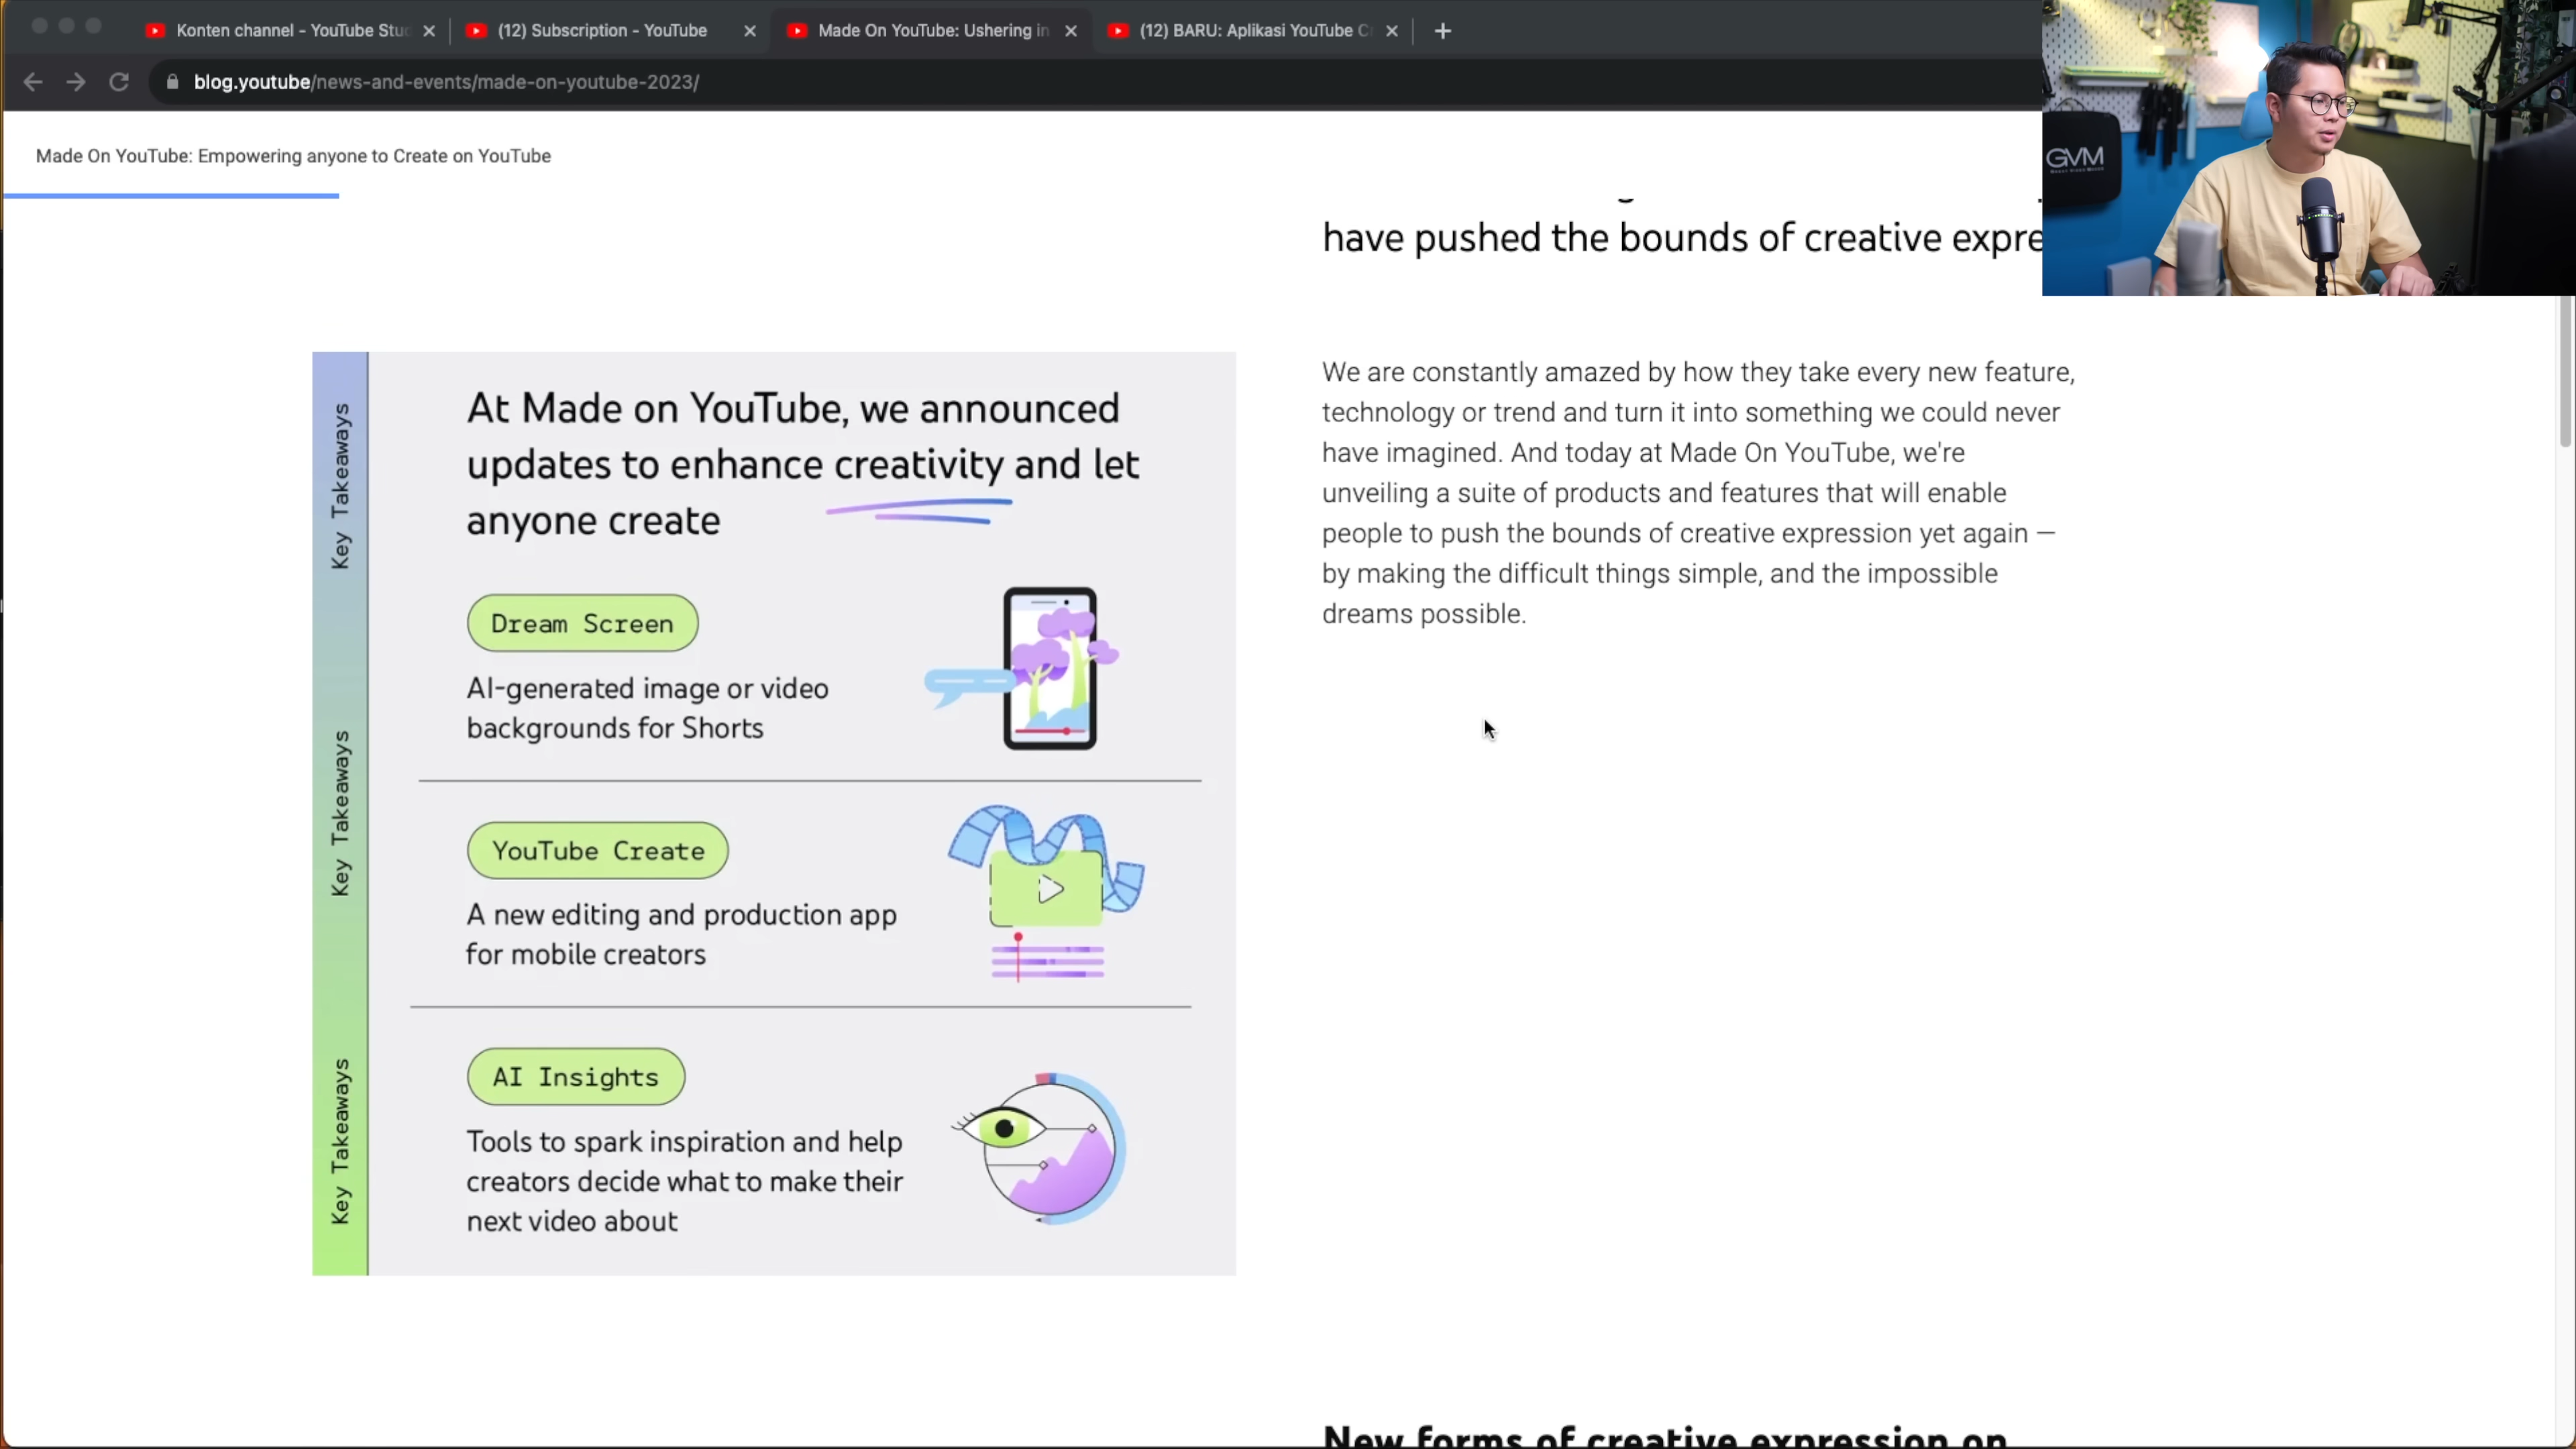 Konten channel - YouTube Stu
(12) Subscription - YouTube
Made On YouTube: Ushering in
(12) BARU: Aplikasi YouTube C
blog.youtube/news-and-events/made-on-youtube-2023/
Made On YouTube: Empowering anyone to Create on YouTube
have pushed the bounds of creative expre
GVM
Key Takeaways
Key Takeaways
Key Takeaways
At Made on YouTube, we announced
updates to enhance creativity and let
anyone create
Dream Screen
AI-generated image or video
backgrounds for Shorts
YouTube Create
A new editing and production app
for mobile creators
AI Insights
Tools to spark inspiration and help
creators decide what to make their
next video about
We are constantly amazed by how they take every new feature,
technology or trend and turn it into something we could never
have imagined. And today at Made On YouTube, we're
unveiling a suite of products and features that will enable
people to push the bounds of creative expression yet again —
by making the difficult things simple, and the impossible
dreams possible.
New forms of creative expression on